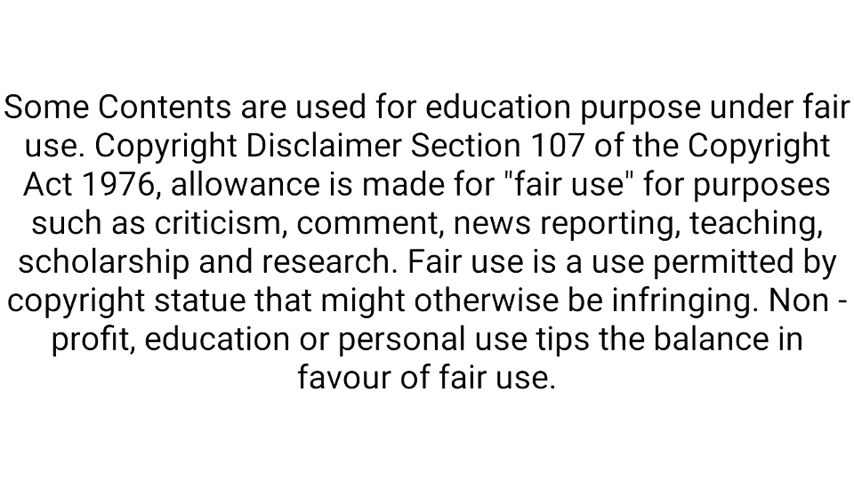 Some Contents are used for education purpose under fair
use. Copyright Disclaimer Section 107 of the Copyright
Act 1976, allowance is made for "fair use" for purposes
such as criticism, comment, news reporting, teaching,
scholarship and research. Fair use is a use permitted by
copyright statue that might otherwise be infringing. Non -
profit, education or personal use tips the balance in
favour of fair use.